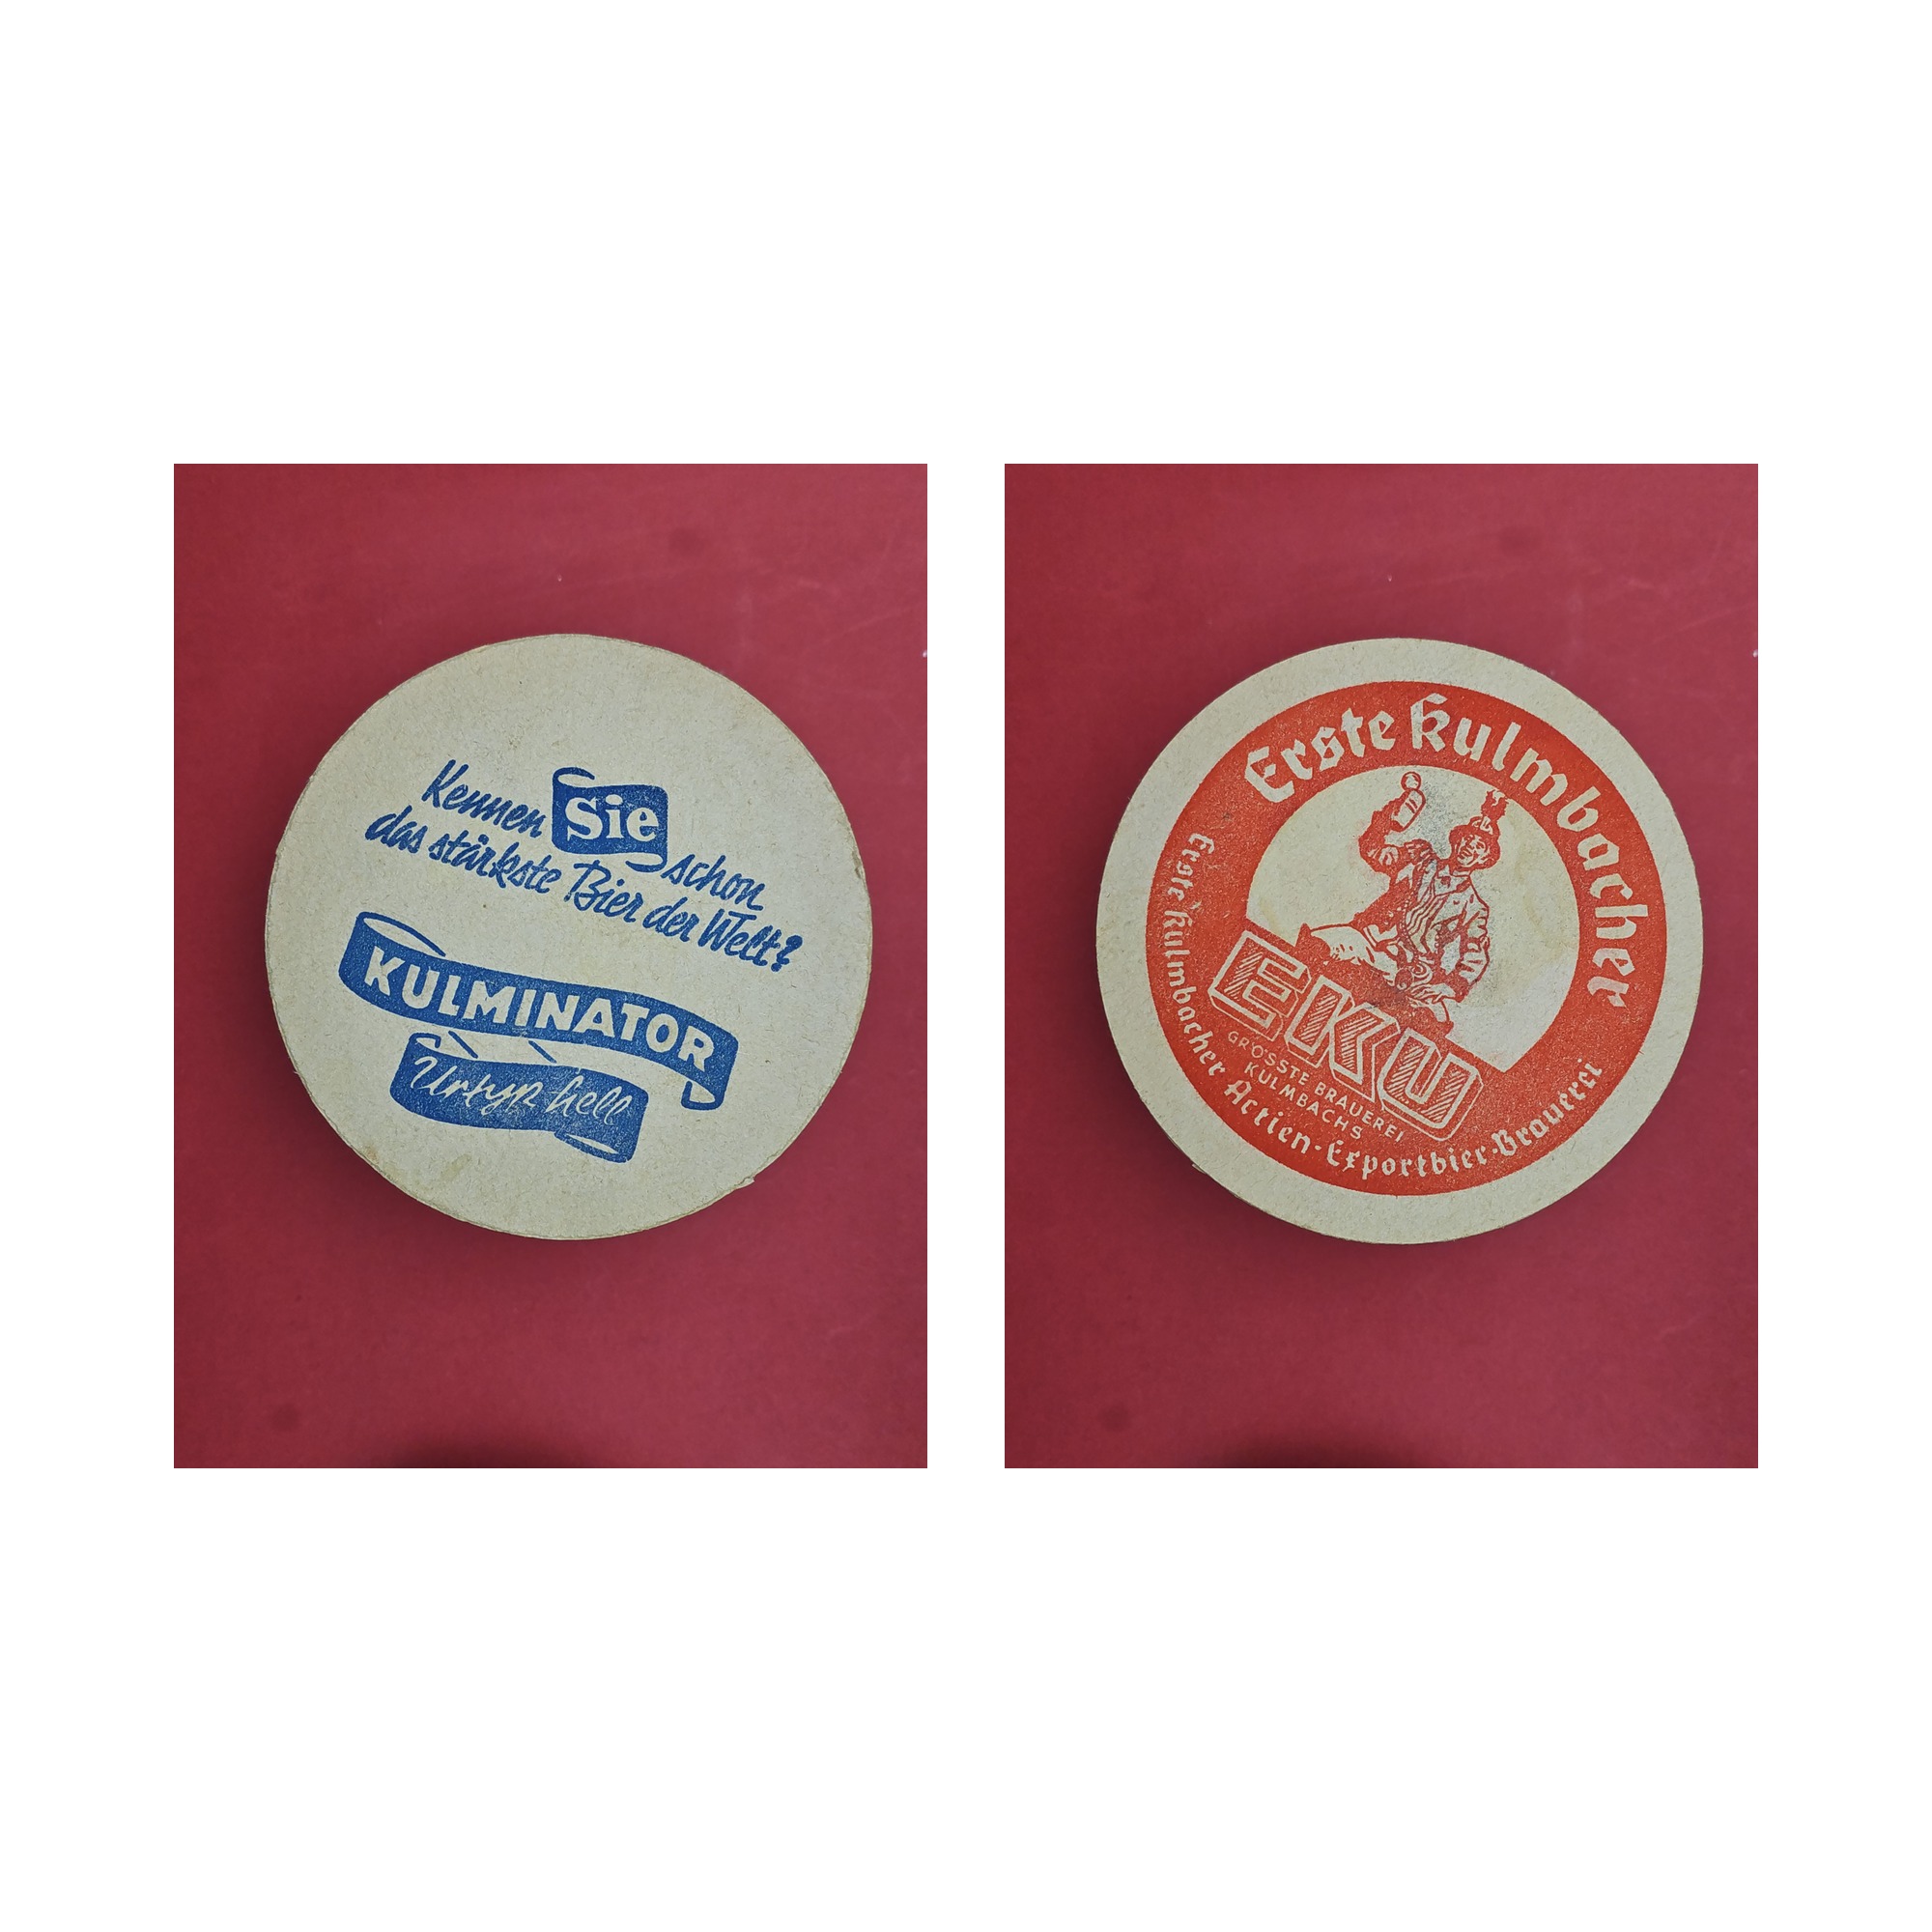 Kennen Sie schon
das stärkste Bier der Welt?
KULMINATOR
Urtyp hell
Erste Kulmbacher
EKU
GRÖSSTE BRAUEREI
KULMBACHS
Erste Kulmbacher Actien-Exportbier-Brauerei